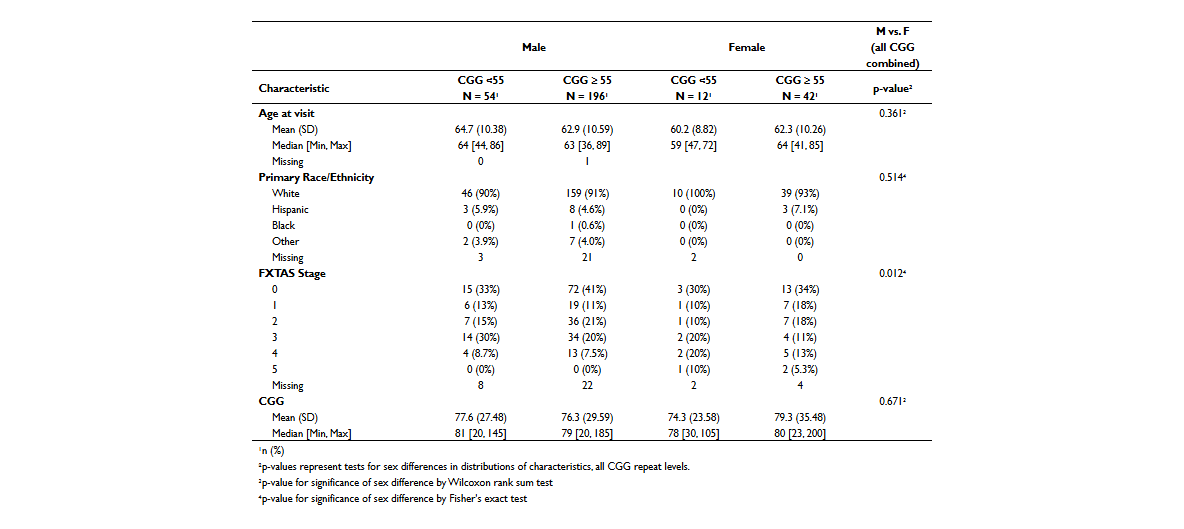 Male Female M vs. F (all CGG combined)
Characteristic CGG <55 N = 54¹ CGG ≥ 55 N = 196¹ CGG <55 N = 12¹ CGG ≥ 55 N = 42¹ p-value²
Age at visit 0.361²
Mean (SD) 64.7 (10.38) 62.9 (10.59) 60.2 (8.82) 62.3 (10.26)
Median [Min, Max] 64 [44, 86] 63 [36, 89] 59 [47, 72] 64 [41, 85]
Missing 0 1
Primary Race/Ethnicity 0.514⁴
White 46 (90%) 159 (91%) 10 (100%) 39 (93%)
Hispanic 3 (5.9%) 8 (4.6%) 0 (0%) 3 (7.1%)
Black 0 (0%) 1 (0.6%) 0 (0%) 0 (0%)
Other 2 (3.9%) 7 (4.0%) 0 (0%) 0 (0%)
Missing 3 21 2 0
FXTAS Stage 0.012⁴
0 15 (33%) 72 (41%) 3 (30%) 13 (34%)
1 6 (13%) 19 (11%) 1 (10%) 7 (18%)
2 7 (15%) 36 (21%) 1 (10%) 7 (18%)
3 14 (30%) 34 (20%) 2 (20%) 4 (11%)
4 4 (8.7%) 13 (7.5%) 2 (20%) 5 (13%)
5 0 (0%) 0 (0%) 1 (10%) 2 (5.3%)
Missing 8 22 2 4
CGG 0.671²
Mean (SD) 77.6 (27.48) 76.3 (29.59) 74.3 (23.58) 79.3 (35.48)
Median [Min, Max] 81 [20, 145] 79 [20, 185] 78 [30, 105] 80 [23, 200]
¹n (%)
²p-values represent tests for sex differences in distributions of characteristics, all CGG repeat levels.
²p-value for significance of sex difference by Wilcoxon rank sum test
⁴p-value for significance of sex difference by Fisher's exact test